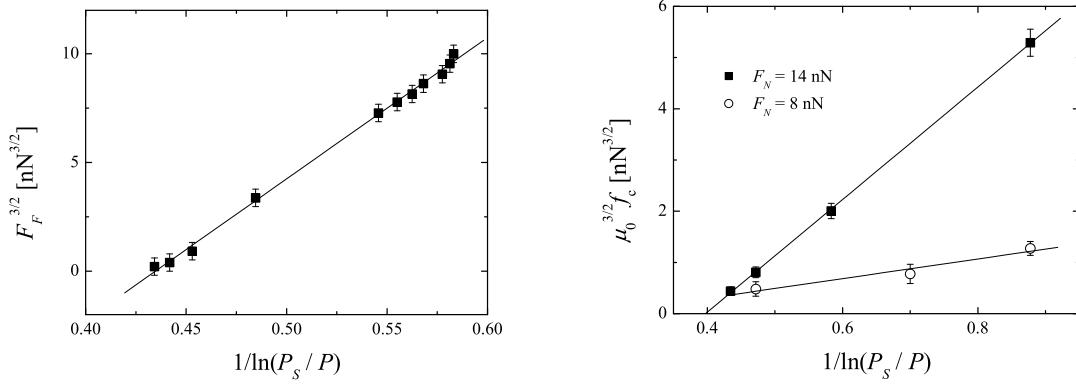 10
5
0
0.40 0.45 0.50 0.55 0.60
F_F^{3/2} [nN^{3/2}]
1/ln(P_S / P)
6
4
2
0
0.4 0.6 0.8
μ_0^{3/2} f_c [nN^{3/2}]
F_N = 14 nN
F_N = 8 nN
1/ln(P_S / P)